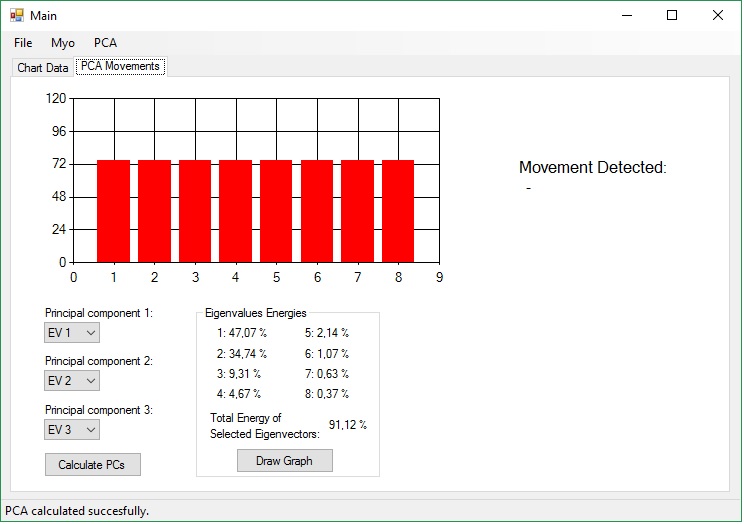 Main
File Myo PCA
Chart Data PCA Movements
120
96
72
48
24
0
0 1 2 3 4 5 6 7 8 9
Movement Detected:
-
Principal component 1:
EV 1
Principal component 2:
EV 2
Principal component 3:
EV 3
Calculate PCs
Eigenvalues Energies
1: 47,07 % 5: 2,14 %
2: 34,74 % 6: 1,07 %
3: 9,31 % 7: 0,63 %
4: 4,67 % 8: 0,37 %
Total Energy of
Selected Eigenvectors: 91,12 %
Draw Graph
PCA calculated succesfully.